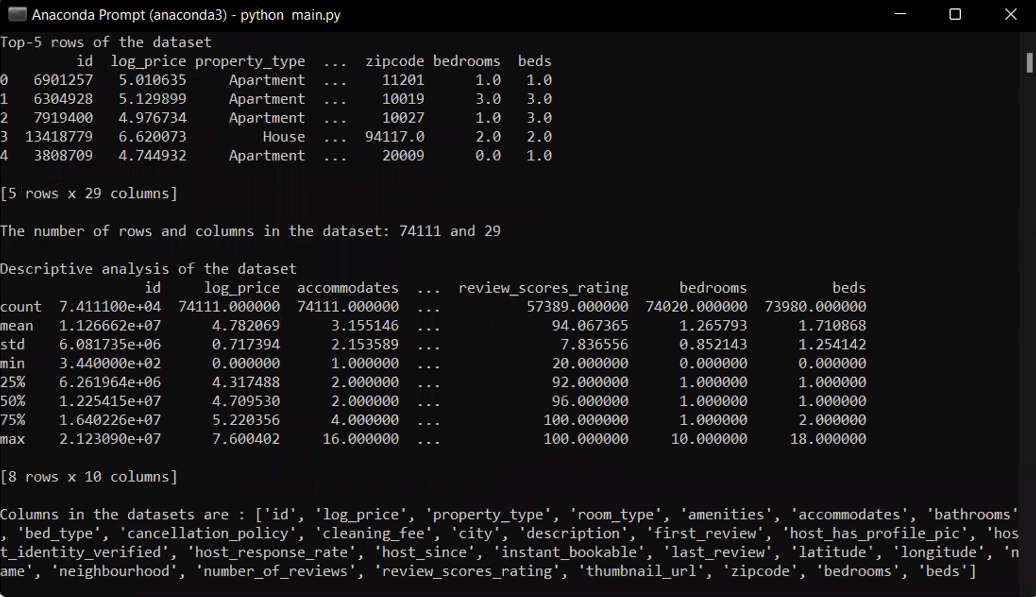 Anaconda Prompt (anaconda3) - python  main.py
Top-5 rows of the dataset
         id  log_price property_type  ...  zipcode bedrooms  beds
0   6901257   5.010635     Apartment  ...    11201      1.0   1.0
1   6304928   5.129899     Apartment  ...    10019      3.0   3.0
2   7919400   4.976734     Apartment  ...    10027      1.0   3.0
3  13418779   6.620073         House  ...  94117.0      2.0   2.0
4   3808709   4.744932     Apartment  ...    20009      0.0   1.0
[5 rows x 29 columns]
The number of rows and columns in the dataset: 74111 and 29
Descriptive analysis of the dataset
                 id     log_price  accommodates  ...  review_scores_rating      bedrooms          beds
count  7.411100e+04  74111.000000  74111.000000  ...          57389.000000  74020.000000  73980.000000
mean   1.126662e+07      4.782069      3.155146  ...             94.067365      1.265793      1.710868
std    6.081735e+06      0.717394      2.153589  ...              7.836556      0.852143      1.254142
min    3.440000e+02      0.000000      1.000000  ...             20.000000      0.000000      0.000000
25%    6.261964e+06      4.317488      2.000000  ...             92.000000      1.000000      1.000000
50%    1.225415e+07      4.709530      2.000000  ...             96.000000      1.000000      1.000000
75%    1.640226e+07      5.220356      4.000000  ...            100.000000      1.000000      2.000000
max    2.123090e+07      7.600402     16.000000  ...            100.000000     10.000000     18.000000
[8 rows x 10 columns]
Columns in the datasets are : ['id', 'log_price', 'property_type', 'room_type', 'amenities', 'accommodates', 'bathrooms'
, 'bed_type', 'cancellation_policy', 'cleaning_fee', 'city', 'description', 'first_review', 'host_has_profile_pic', 'hos
t_identity_verified', 'host_response_rate', 'host_since', 'instant_bookable', 'last_review', 'latitude', 'longitude', 'n
ame', 'neighbourhood', 'number_of_reviews', 'review_scores_rating', 'thumbnail_url', 'zipcode', 'bedrooms', 'beds']